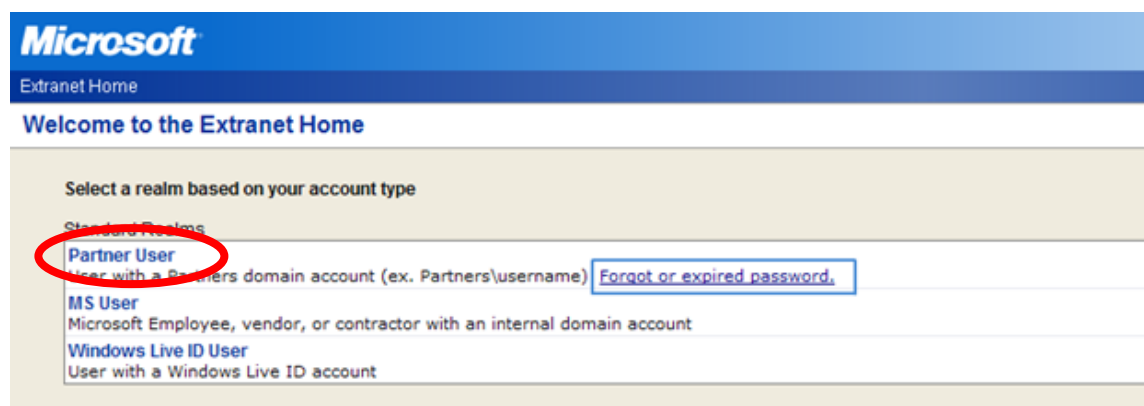 Microsoft
Extranet Home
Welcome to the Extranet Home
Select a realm based on your account type
Standard Realms
Partner User
User with a Partners domain account (ex. Partners\username) Forgot or expired password.
MS User
Microsoft Employee, vendor, or contractor with an internal domain account
Windows Live ID User
User with a Windows Live ID account